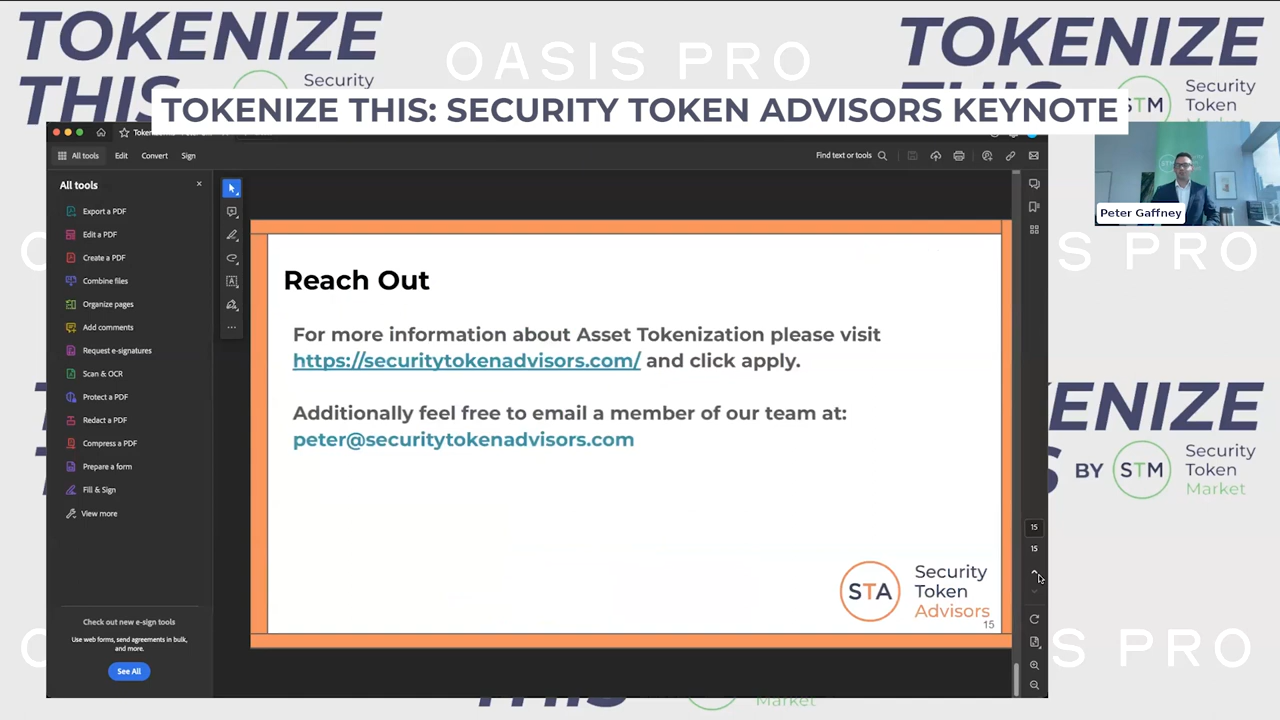 TOKENIZE
THIS
Security
OASIS PRO
TOKENIZE
Security
STM Token
TOKENIZE THIS: SECURITY TOKEN ADVISORS KEYNOTE
All tools Edit Convert Sign
Find text or tools
All tools
Export a PDF
Edit a PDF
Create a PDF
Combine files
Organize pages
Add comments
Request e-signatures
Scan & OCR
Protect a PDF
Redact a PDF
Compress a PDF
Prepare a form
Fill & Sign
View more
Check out new e-sign tools
Use web forms, send agreements in bulk,
and more.
See All
Reach Out
For more information about Asset Tokenization please visit
https://securitytokenadvisors.com/ and click apply.
Additionally feel free to email a member of our team at:
peter@securitytokenadvisors.com
STA
Security
Token
Advisors
15
15
15
Peter Gaffney
S PRO
ENIZE
BY STM
Security
Token
Market
S PRO
Market